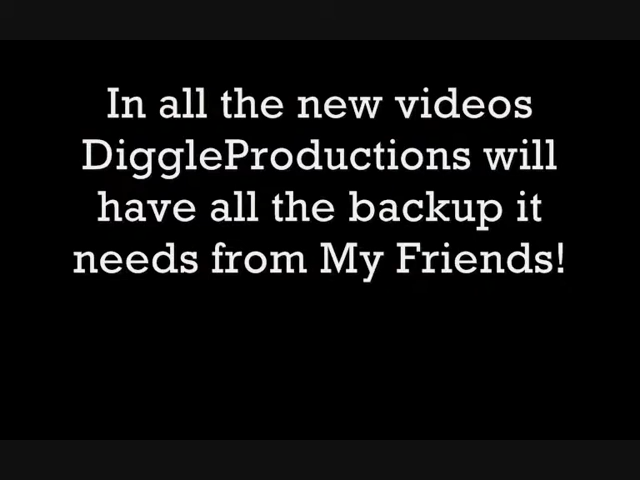 In all the new videos
DiggleProductions will
have all the backup it
needs from My Friends!